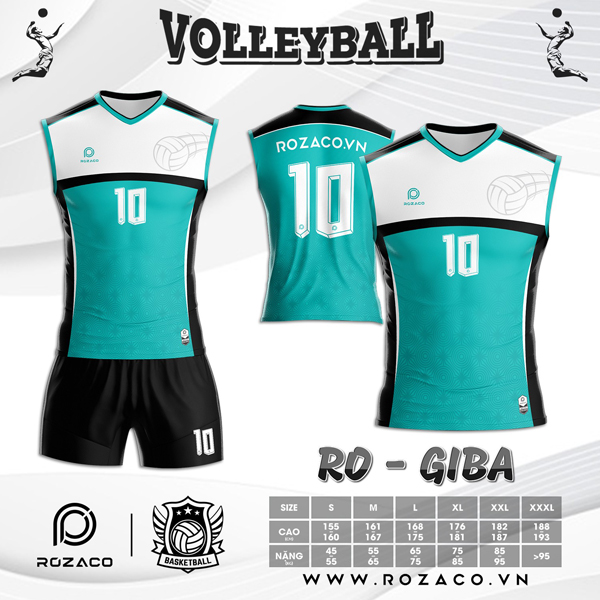 VOLLEYBALL
ROZACO
10
10
ROZACO.VN
10
ROZACO
10
RO - GIBA
SIZE S M L XL XXL XXXL
CAO 155 160 161 167 168 175 176 181 182 187 188 193
NẶNG 45 55 55 65 65 75 75 85 85 95 >95
ROZACO
BASKETBALL
WWW.ROZACO.VN